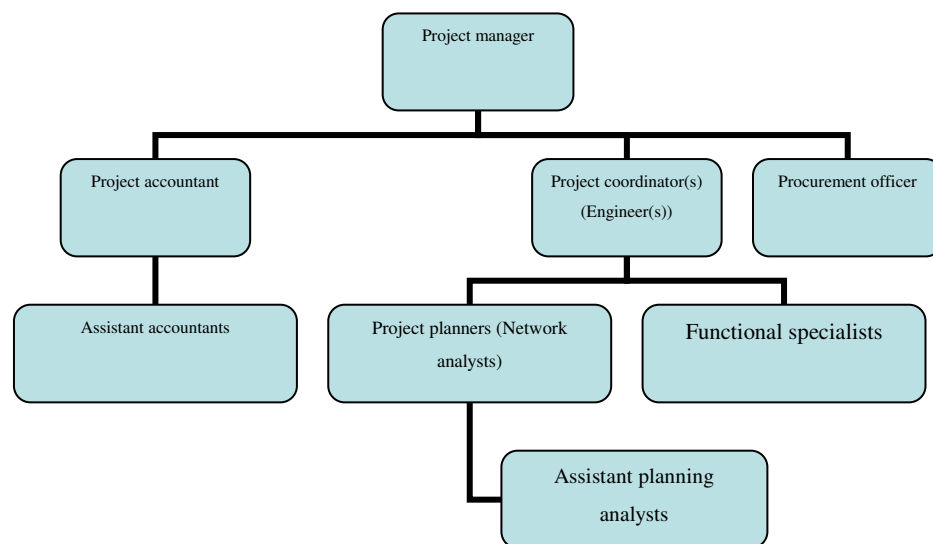 Project manager
Project accountant
Project coordinator(s)
(Engineer(s))
Procurement officer
Assistant accountants
Project planners (Network
analysts)
Functional specialists
Assistant planning
analysts